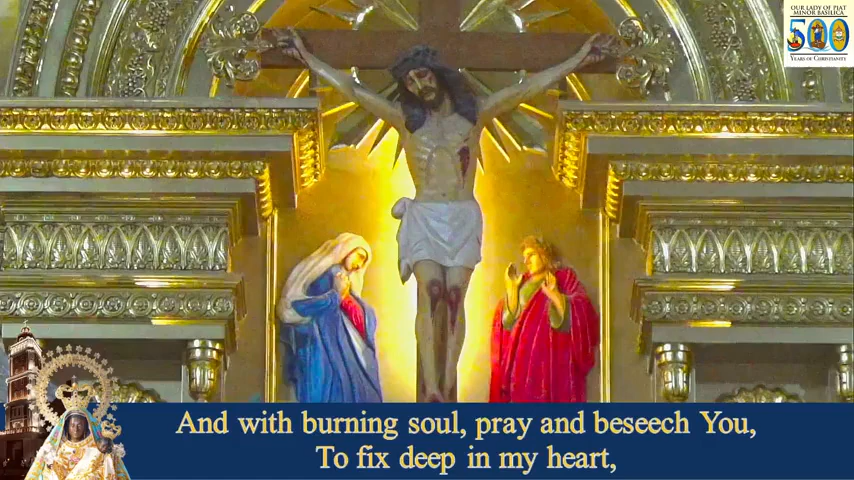 OUR LADY OF PIAT
MINOR BASILICA
500
YEARS OF CHRISTIANITY
And with burning soul, pray and beseech You,
To fix deep in my heart,